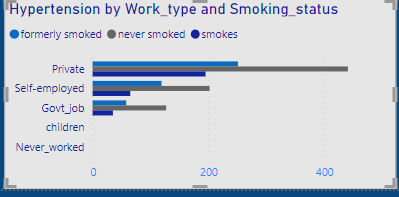 Hypertension by Work_type and Smoking_status
formerly smoked never smoked smokes
Private
Self-employed
Govt_job
children
Never_worked
0 200 400